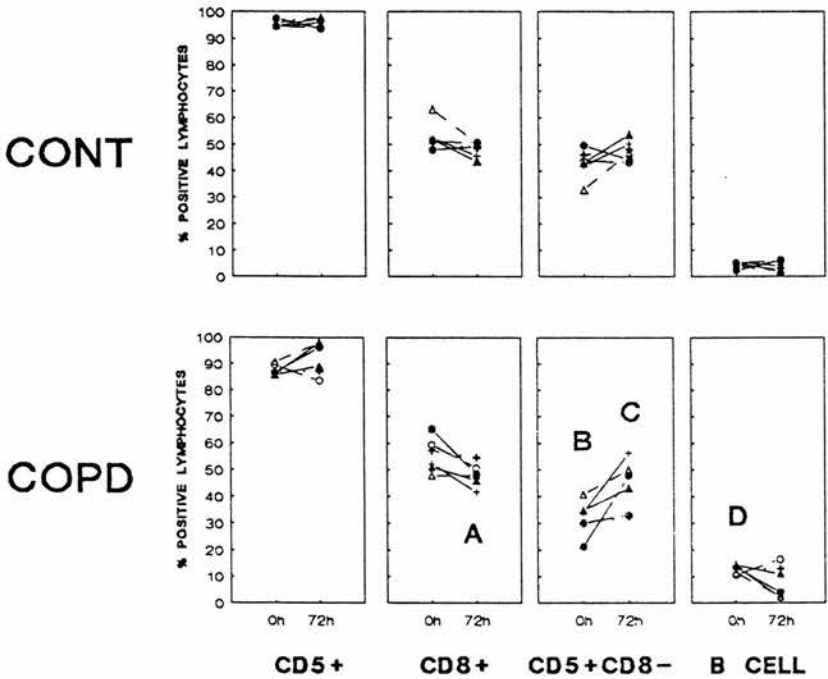 CONT
% POSITIVE LYMPHOCYTES
100
90
80
70
60
50
40
30
20
10
0
COPD
% POSITIVE LYMPHOCYTES
100
90
80
70
60
50
40
30
20
10
0
A
B
C
D
0h 72h 0h 72h 0h 72h 0h 72h
CD5+ CD8+ CD5+CD8- B CELL